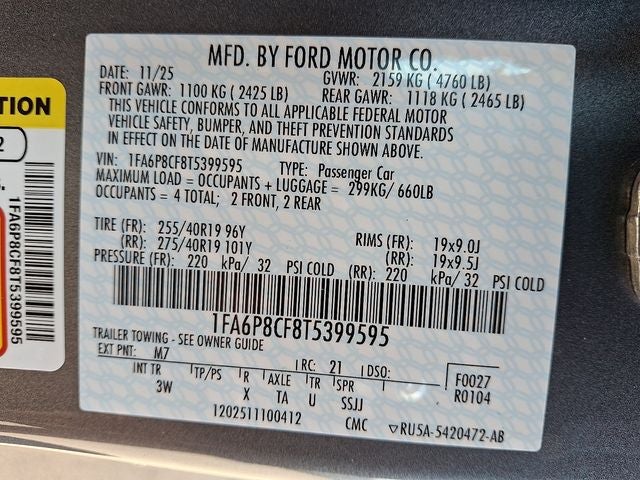 MFD. BY FORD MOTOR CO.
DATE: 11/25 GVWR: 2159 KG ( 4760 LB)
FRONT GAWR: 1100 KG ( 2425 LB) REAR GAWR: 1118 KG ( 2465 LB)
THIS VEHICLE CONFORMS TO ALL APPLICABLE FEDERAL MOTOR
VEHICLE SAFETY, BUMPER, AND THEFT PREVENTION STANDARDS
IN EFFECT ON THE DATE OF MANUFACTURE SHOWN ABOVE.
VIN: 1FA6P8CF8T5399595 TYPE: Passenger Car
MAXIMUM LOAD = OCCUPANTS + LUGGAGE = 299KG/ 660LB
OCCUPANTS = 4 TOTAL; 2 FRONT, 2 REAR
TIRE (FR): 255/40R19 96Y RIMS (FR): 19x9.0J
(RR): 275/40R19 101Y (RR): 19x9.5J
PRESSURE (FR): 220 kPa/ 32 PSI COLD (RR): 220 kPa/ 32 PSI COLD
1FA6P8CF8T5399595
TRAILER TOWING - SEE OWNER GUIDE
EXT PNT: M7 RC: 21 DSO:
INT TR TP/PS R AXLE TR SPR
3W X TA U SSJJ
F0027
R0104
1202511100412 CMC ▽RU5A-5420472-AB
TION
2
1FA6P8CF8T5399595